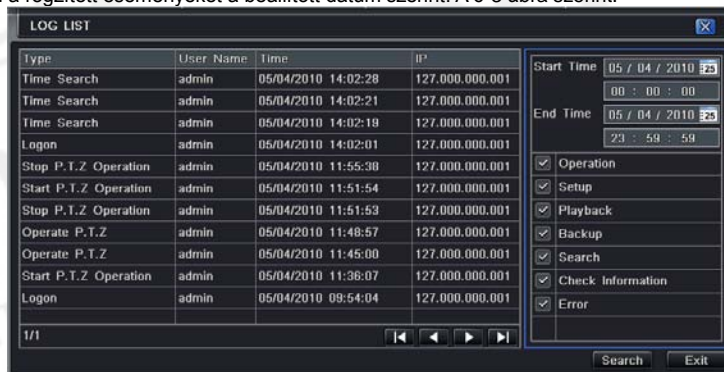 a rögzített eseményeket a beállított dátum szerint. A
LOG LIST
Type User Name Time IP
Time Search admin 05/04/2010 14:02:28 127.000.000.001
Time Search admin 05/04/2010 14:02:21 127.000.000.001
Time Search admin 05/04/2010 14:02:19 127.000.000.001
Logon admin 05/04/2010 14:02:01 127.000.000.001
Stop P.T.Z Operation admin 05/04/2010 11:55:38 127.000.000.001
Start P.T.Z Operation admin 05/04/2010 11:51:54 127.000.000.001
Stop P.T.Z Operation admin 05/04/2010 11:51:53 127.000.000.001
Operate P.T.Z admin 05/04/2010 11:48:57 127.000.000.001
Operate P.T.Z admin 05/04/2010 11:45:00 127.000.000.001
Start P.T.Z Operation admin 05/04/2010 11:36:07 127.000.000.001
Logon admin 05/04/2010 09:54:04 127.000.000.001
1/1
Start Time 05 / 04 / 2010 25
00 : 00 : 00
End Time 05 / 04 / 2010 25
23 : 59 : 59
Operation
Setup
Playback
Backup
Search
Check Information
Error
Search Exit